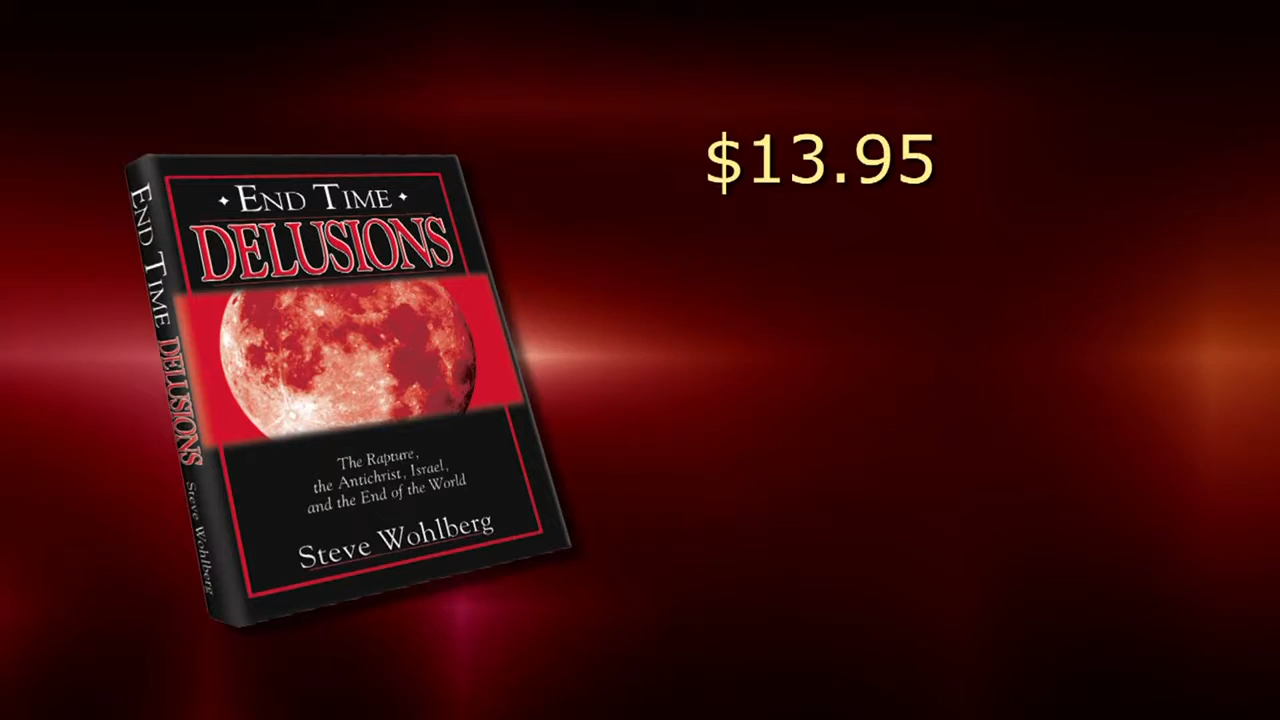 END TIME
DELUSIONS
The Rapture,
the Antichrist, Israel,
and the End of the World
Steve Wohlberg
END TIME DELUSIONS
Steve Wohlberg
$13.95